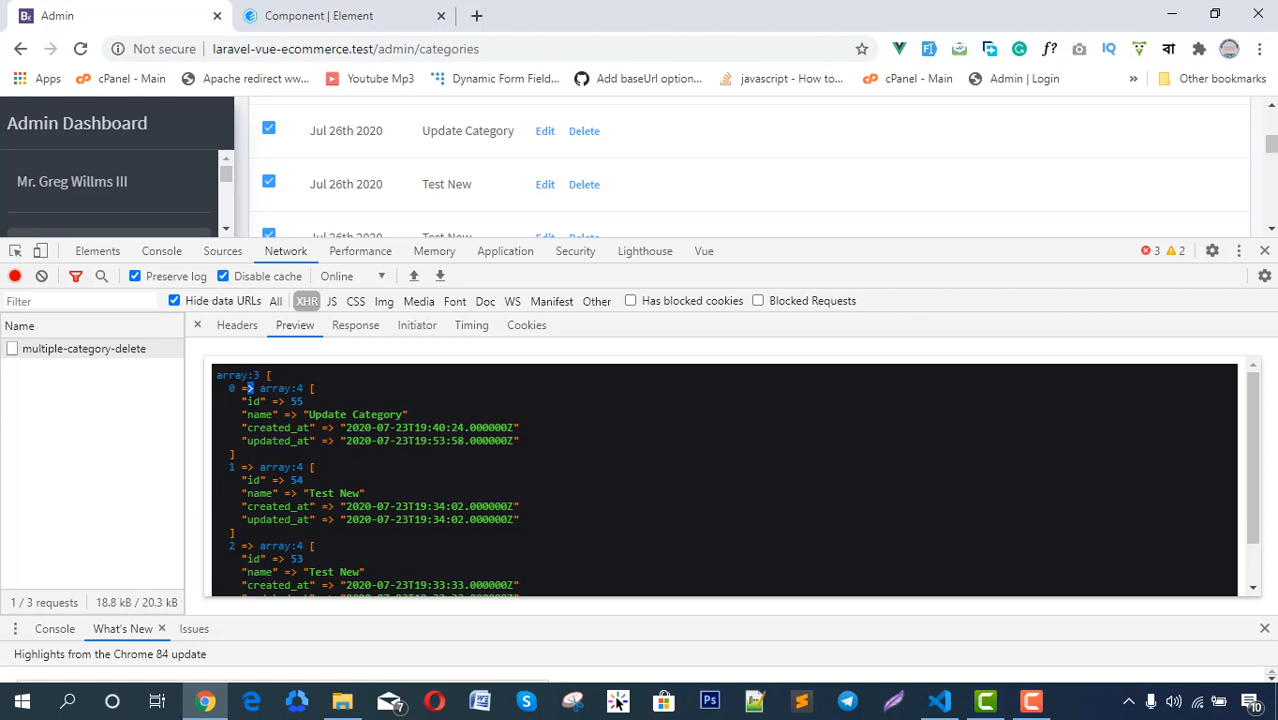 Admin
Component | Element
Not secure | laravel-vue-ecommerce.test/admin/categories
f?
IQ
বা
Apps
cPanel - Main
Apache redirect ww...
Youtube Mp3
Dynamic Form Field...
Add baseUrl option...
javascript - How to...
cPanel - Main
Admin | Login
»
Other bookmarks
Admin Dashboard
Mr. Greg Willms III
Jul 26th 2020 Update Category Edit Delete
Jul 26th 2020 Test New Edit Delete
Elements Console Sources Network Performance Memory Application Security Lighthouse Vue 3 2
Preserve log Disable cache Online
Filter Hide data URLs All XHR JS CSS Img Media Font Doc WS Manifest Other Has blocked cookies Blocked Requests
Name
Headers Preview Response Initiator Timing Cookies
multiple-category-delete
array:3 [
0 => array:4 [
"id" => 55
"name" => "Update Category"
"created_at" => "2020-07-23T19:40:24.000000Z"
"updated_at" => "2020-07-23T19:53:58.000000Z"
]
1 => array:4 [
"id" => 54
"name" => "Test New"
"created_at" => "2020-07-23T19:34:02.000000Z"
"updated_at" => "2020-07-23T19:34:02.000000Z"
]
2 => array:4 [
"id" => 53
"name" => "Test New"
"created_at" => "2020-07-23T19:33:33.000000Z"
1 / 3 requests 18.8 kB / 20.3 kB
Console What's New Issues
Highlights from the Chrome 84 update
7
Ps
10